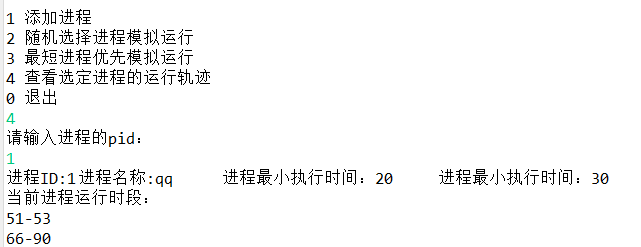 1 添加进程
2 随机选择进程模拟运行
3 最短进程优先模拟运行
4 查看选定进程的运行轨迹
0 退出
4
请输入进程的pid:
1
进程ID:1进程名称:qq 进程最小执行时间：20 进程最小执行时间：30
当前进程运行时段：
51-53
66-90